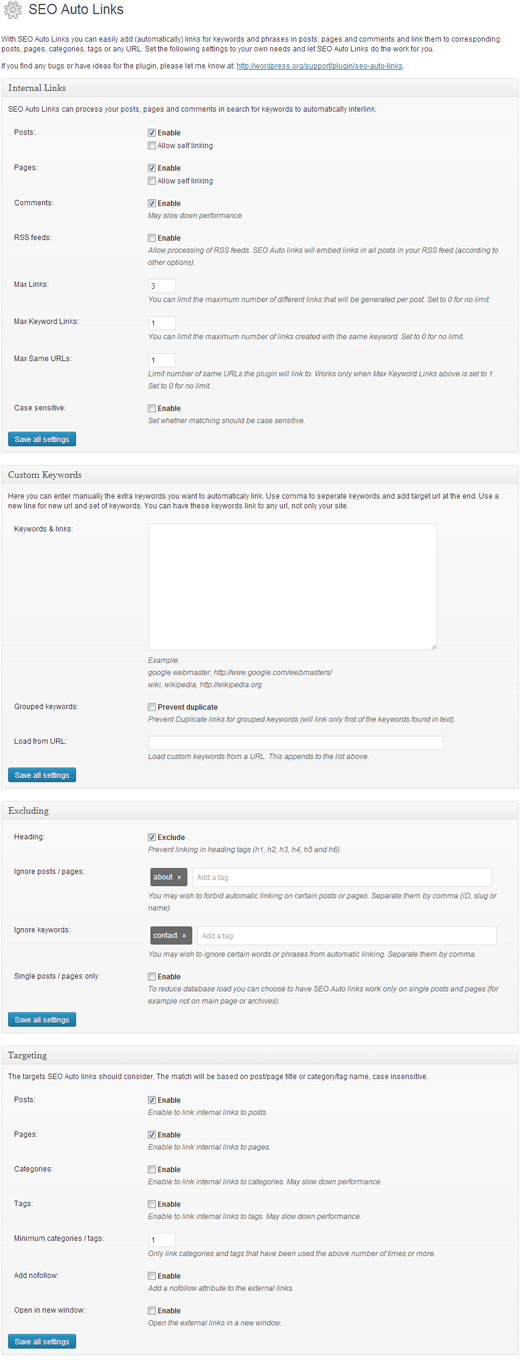 SEO Auto Links
With SEO Auto Links you can easily add (automatically) links for keywords and phrases in posts, pages and comments and link them to corresponding
posts, pages, categories, tags or any URL. Set the following settings to your own needs and let SEO Auto Links do the work for you.
If you find any bugs or have ideas for the plugin, please let me know at: http://wordpress.org/support/plugin/seo-auto-links.
Internal Links
SEO Auto Links can process your posts, pages and comments in search for keywords to automatically interlink.
Posts: Enable
Allow self linking
Pages: Enable
Allow self linking
Comments: Enable
May slow down performance.
RSS feeds: Enable
Allow processing of RSS feeds. SEO Auto links will embed links in all posts in your RSS feed (according to
other options).
Max Links: 3
You can limit the maximum number of different links that will be generated per post. Set to 0 for no limit.
Max Keyword Links: 1
You can limit the maximum number of links created with the same keyword. Set to 0 for no limit.
Max Same URLs: 1
Limit number of same URLs the plugin will link to. Works only when Max Keyword Links above is set to 1.
Set to 0 for no limit.
Case sensitive: Enable
Set whether matching should be case sensitive.
Save all settings
Custom Keywords
Here you can enter manually the extra keywords you want to automaticaly link. Use comma to seperate keywords and add target url at the end. Use a
new line for new url and set of keywords. You can have these keywords link to any url, not only your site.
Keywords & links:
Example:
google webmaster, http://www.google.com/webmasters/
wiki, wikipedia, http://wikipedia.org
Grouped keywords: Prevent duplicate
Prevent Duplicate links for grouped keywords (will link only first of the keywords found in text).
Load from URL:
Load custom keywords from a URL. This appends to the list above.
Save all settings
Excluding
Heading: Exclude
Prevent linking in heading tags (h1, h2, h3, h4, h5 and h6).
Ignore posts / pages: about x Add a tag
You may wish to forbid automatic linking on certain posts or pages. Separate them by comma (ID, slug or
name).
Ignore keywords: contact x Add a tag
You may wish to ignore certain words or phrases from automatic linking. Separate them by comma.
Single posts / pages only: Enable
To reduce database load you can choose to have SEO Auto links work only on single posts and pages (for
example not on main page or archives).
Save all settings
Targeting
The targets SEO Auto links should consider. The match will be based on post/page title or category/tag name, case insensitive.
Posts: Enable
Enable to link internal links to posts.
Pages: Enable
Enable to link internal links to pages.
Categories: Enable
Enable to link internal links to categories. May slow down performance.
Tags: Enable
Enable to link internal links to tags. May slow down performance.
Minimum categories / tags: 1
Only link categories and tags that have been used the above number of times or more.
Add nofollow: Enable
Add a nofollow attribute to the external links.
Open in new window: Enable
Open the external links in a new window.
Save all settings